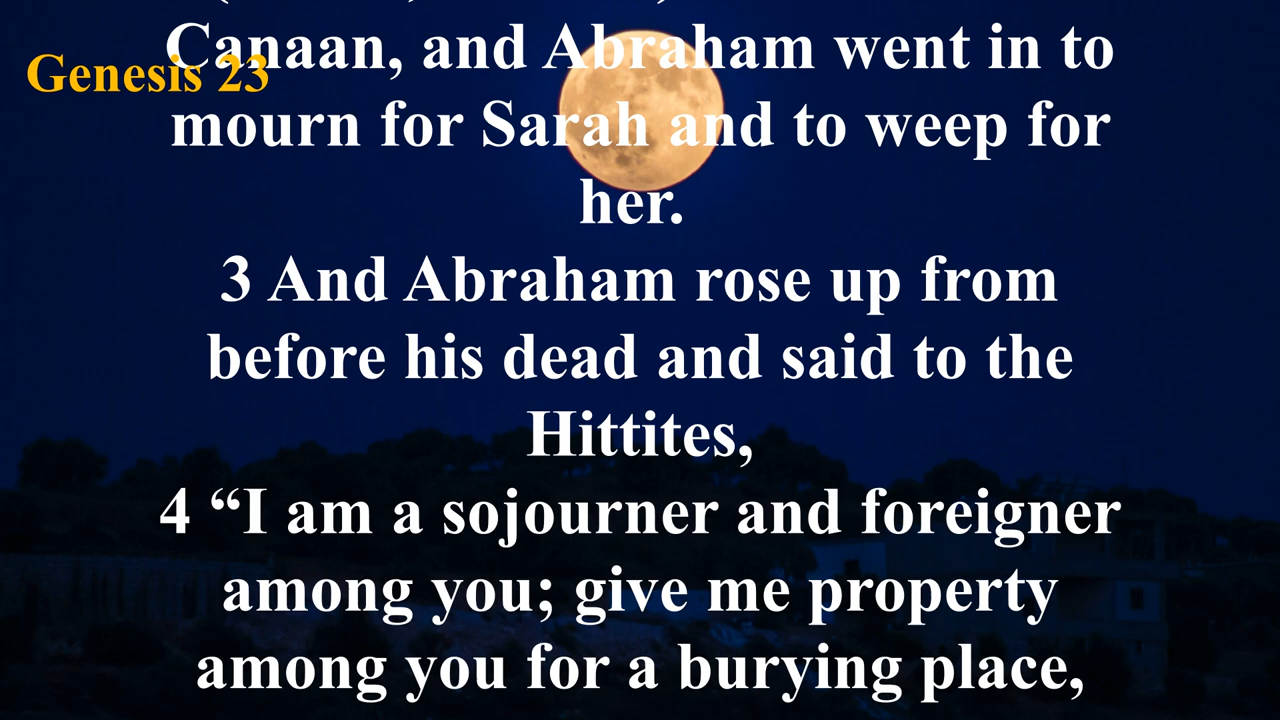 Genesis 23
Canaan, and Abraham went in to
mourn for Sarah and to weep for
her.
3 And Abraham rose up from
before his dead and said to the
Hittites,
4 “I am a sojourner and foreigner
among you; give me property
among you for a burying place,